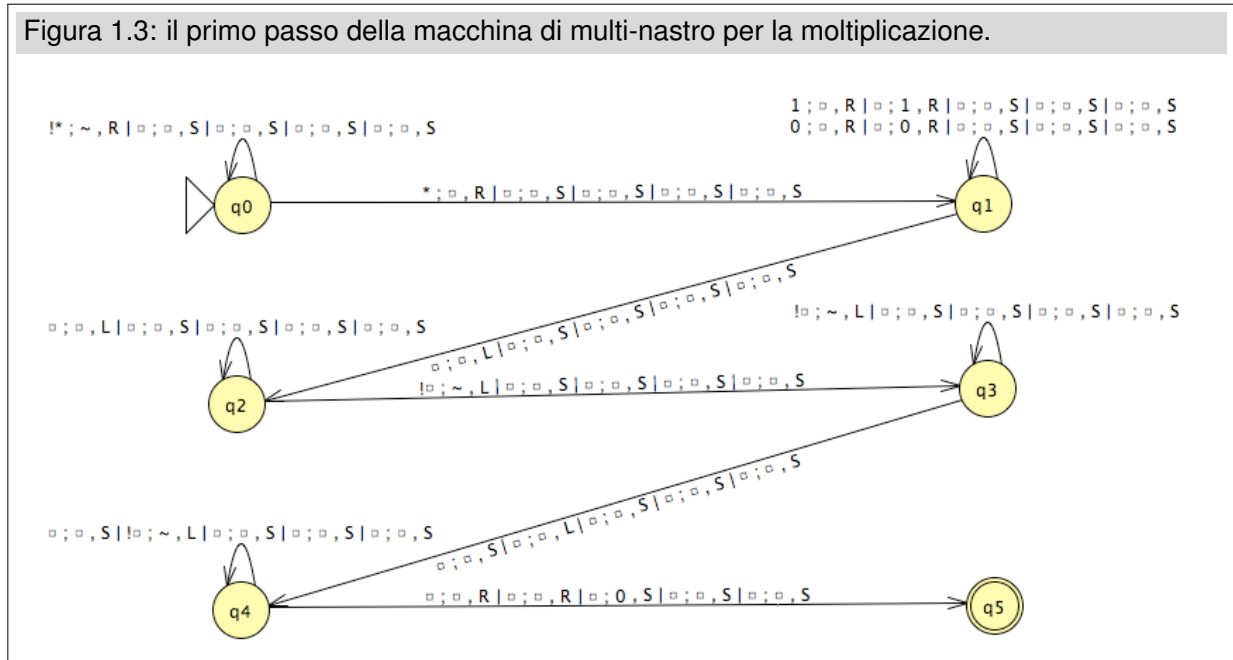 Figura 1.3: il primo passo della macchina di multi-nastro per la moltiplicazione.
1;□,R|□;1,R|□;□,S|□;□,S|□;□,S
!*;~,R|□;□,S|□;□,S|□;□,S|□;□,S
0;□,R|□;0,R|□;□,S|□;□,S|□;□,S
*;□,R|□;□,S|□;□,S|□;□,S|□;□,S
q0
q1
□;□,L|□;□,S|□;□,S|□;□,S|□;□,S
!□;~,L|□;□,S|□;□,S|□;□,S|□;□,S
□;□,L|□;□,S|□;□,S|□;□,S|□;□,S
!□;~,L|□;□,S|□;□,S|□;□,S|□;□,S
q2
q3
□;□,S|□;□,L|□;□,S|□;□,S|□;□,S
□;□,S|!□;~,L|□;□,S|□;□,S|□;□,S
□;□,R|□;□,R|□;0,S|□;□,S|□;□,S
q4
q5